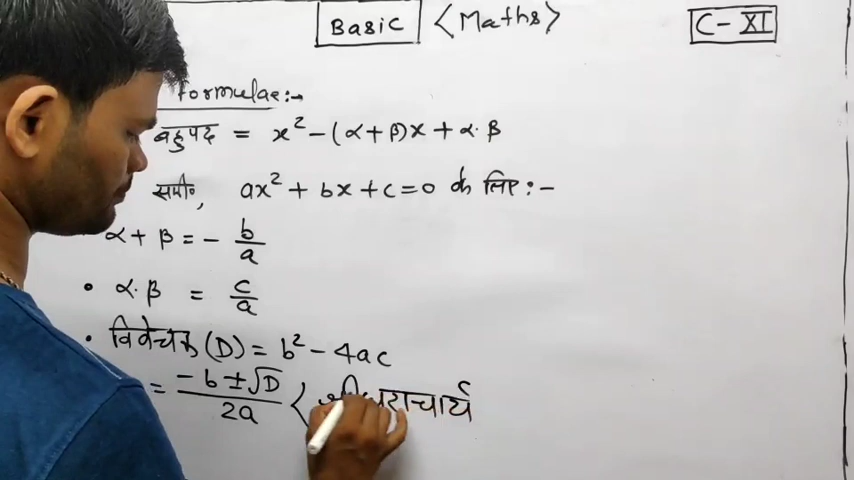 Basic <Maths>
C-XI
Formulae:→
बहुपद = x² - (α+β)x + α.β
समी॰, ax² + bx + c = 0 के लिए:-
α + β = - b/a
• α.β = c/a
• विवेचक (D) = b² - 4ac
= -b ± √D / 2a <